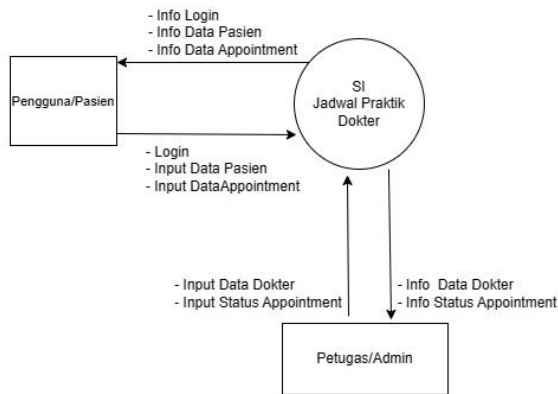 - Info Login
- Info Data Pasien
- Info Data Appointment
Pengguna/Pasien
SI
Jadwal Praktik
Dokter
- Login
- Input Data Pasien
- Input DataAppointment
- Input Data Dokter
- Input Status Appointment
- Info Data Dokter
- Info Status Appointment
Petugas/Admin